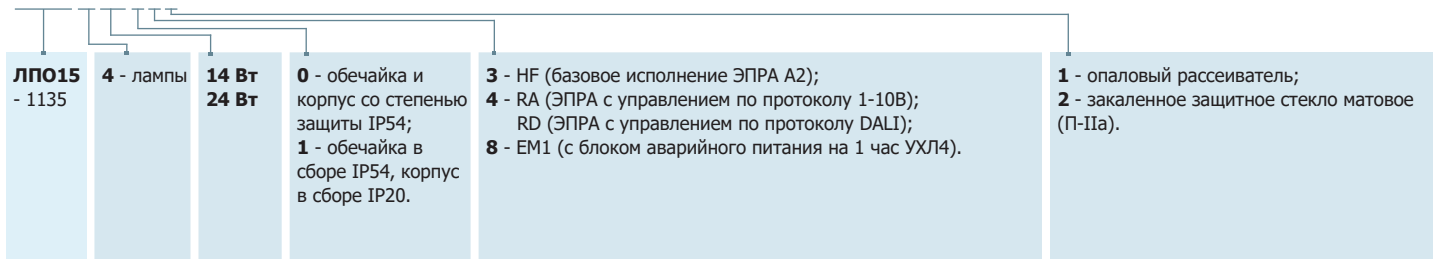 ЛПО15
- 1135
4 - лампы
14 Вт
24 Вт
0 - обечайка и
корпус со степенью
защиты IP54;
1 - обечайка в
сборе IP54, корпус
в сборе IP20.
3 - HF (базовое исполнение ЭПРА А2);
4 - RA (ЭПРА с управлением по протоколу 1-10В);
RD (ЭПРА с управлением по протоколу DALI);
8 - EM1 (с блоком аварийного питания на 1 час УХЛ4).
1 - опаловый рассеиватель;
2 - закаленное защитное стекло матовое
(П-IIa).